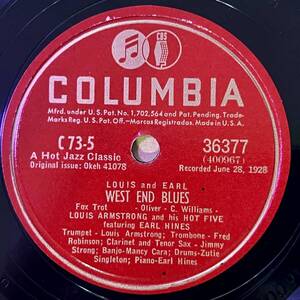 CBS
COLUMBIA
Mfrd. under U.S. Pat. No. 1,702,564 and Pat. Pending. Trade-
Marks Reg. U.S. Pat. Off. — Marcas Registradas. Made in U.S.A.
C 73-5
36377
A Hot Jazz Classic
(400967)
Original issue: Okeh 41078
Recorded June 28, 1928
LOUIS and EARL
WEST END BLUES
Fox Trot - Oliver - C. Williams -
LOUIS ARMSTRONG and his HOT FIVE
featuring EARL HINES
Trumpet - Louis Armstrong; Trombone - Fred
Robinson; Clarinet and Tenor Sax - Jimmy
Strong; Banjo-Mancy Cara; Drums-Zutie
Singleton; Piano-Earl Hines